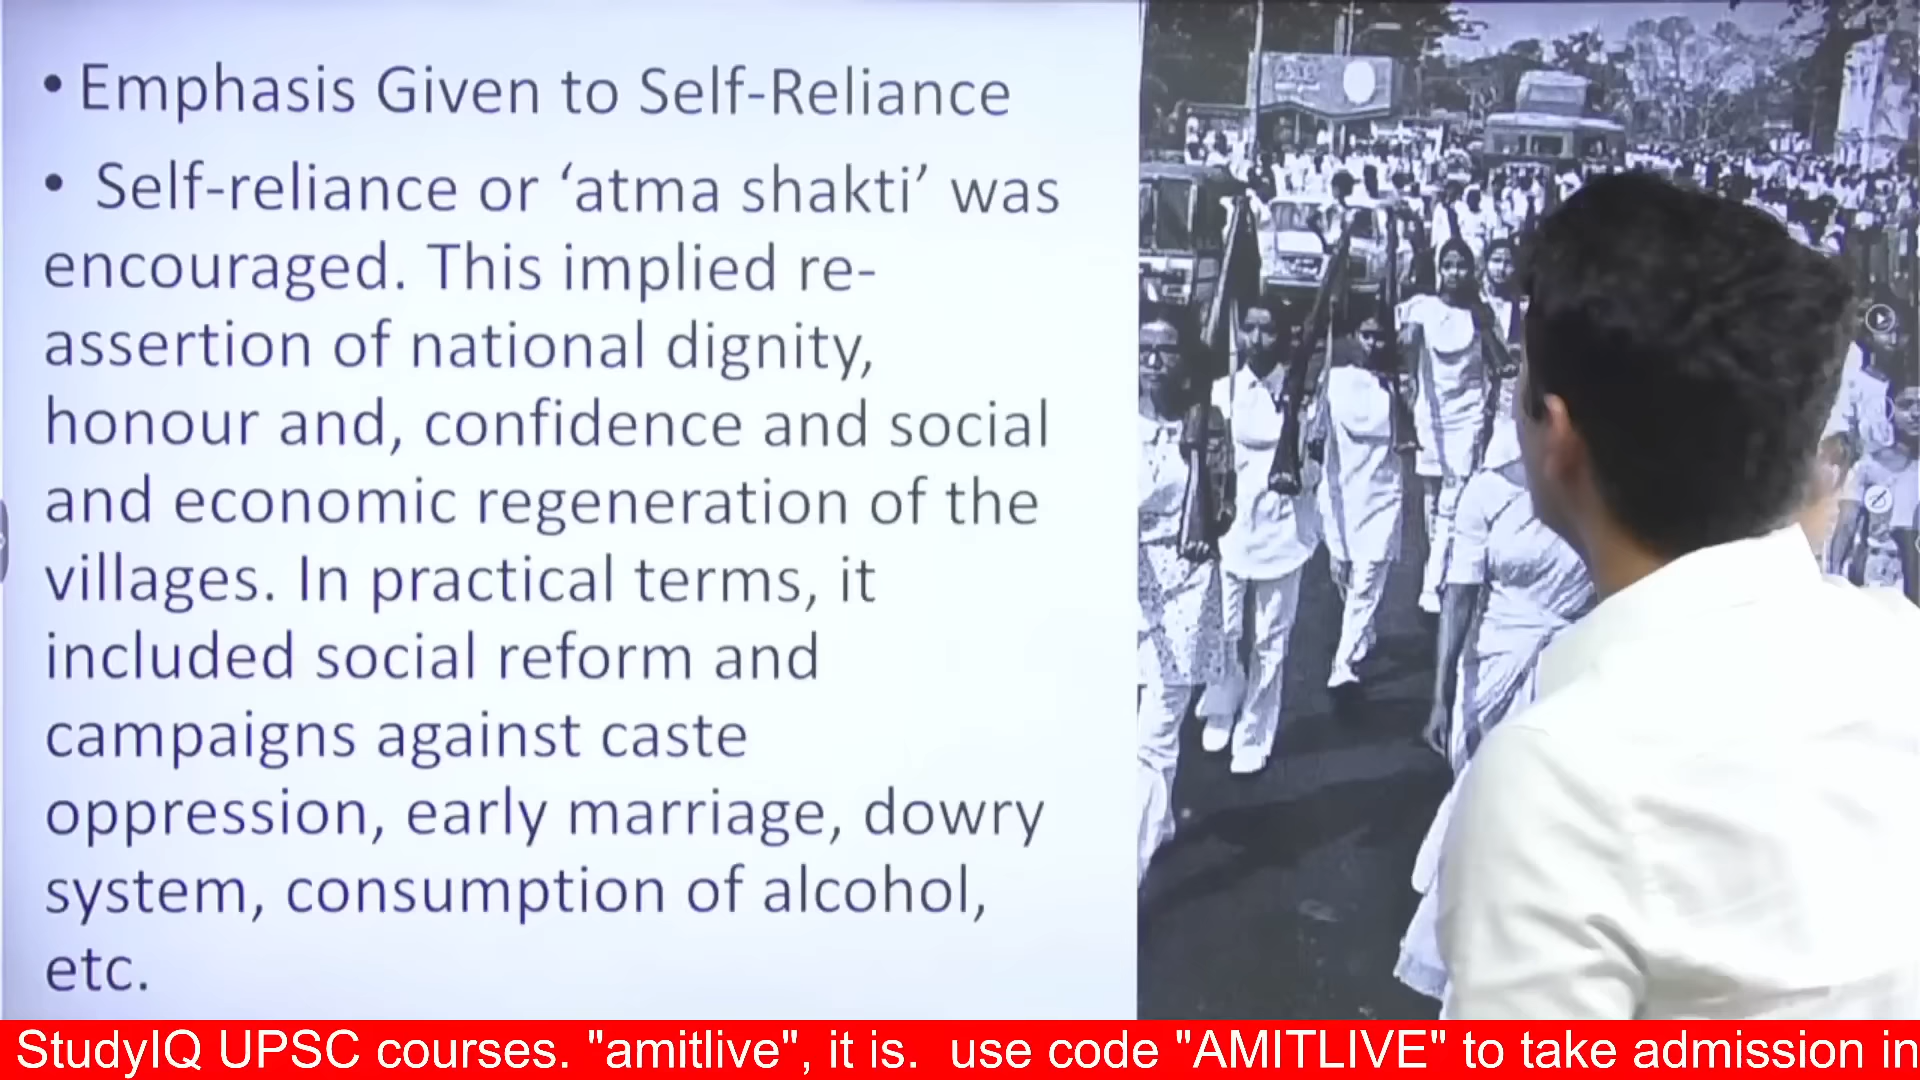 • Emphasis Given to Self-Reliance
• Self-reliance or ‘atma shakti’ was
encouraged. This implied re-
assertion of national dignity,
honour and, confidence and social
and economic regeneration of the
villages. In practical terms, it
included social reform and
campaigns against caste
oppression, early marriage, dowry
system, consumption of alcohol,
etc.
StudyIQ UPSC courses. "amitlive", it is.  use code "AMITLIVE" to take admission in